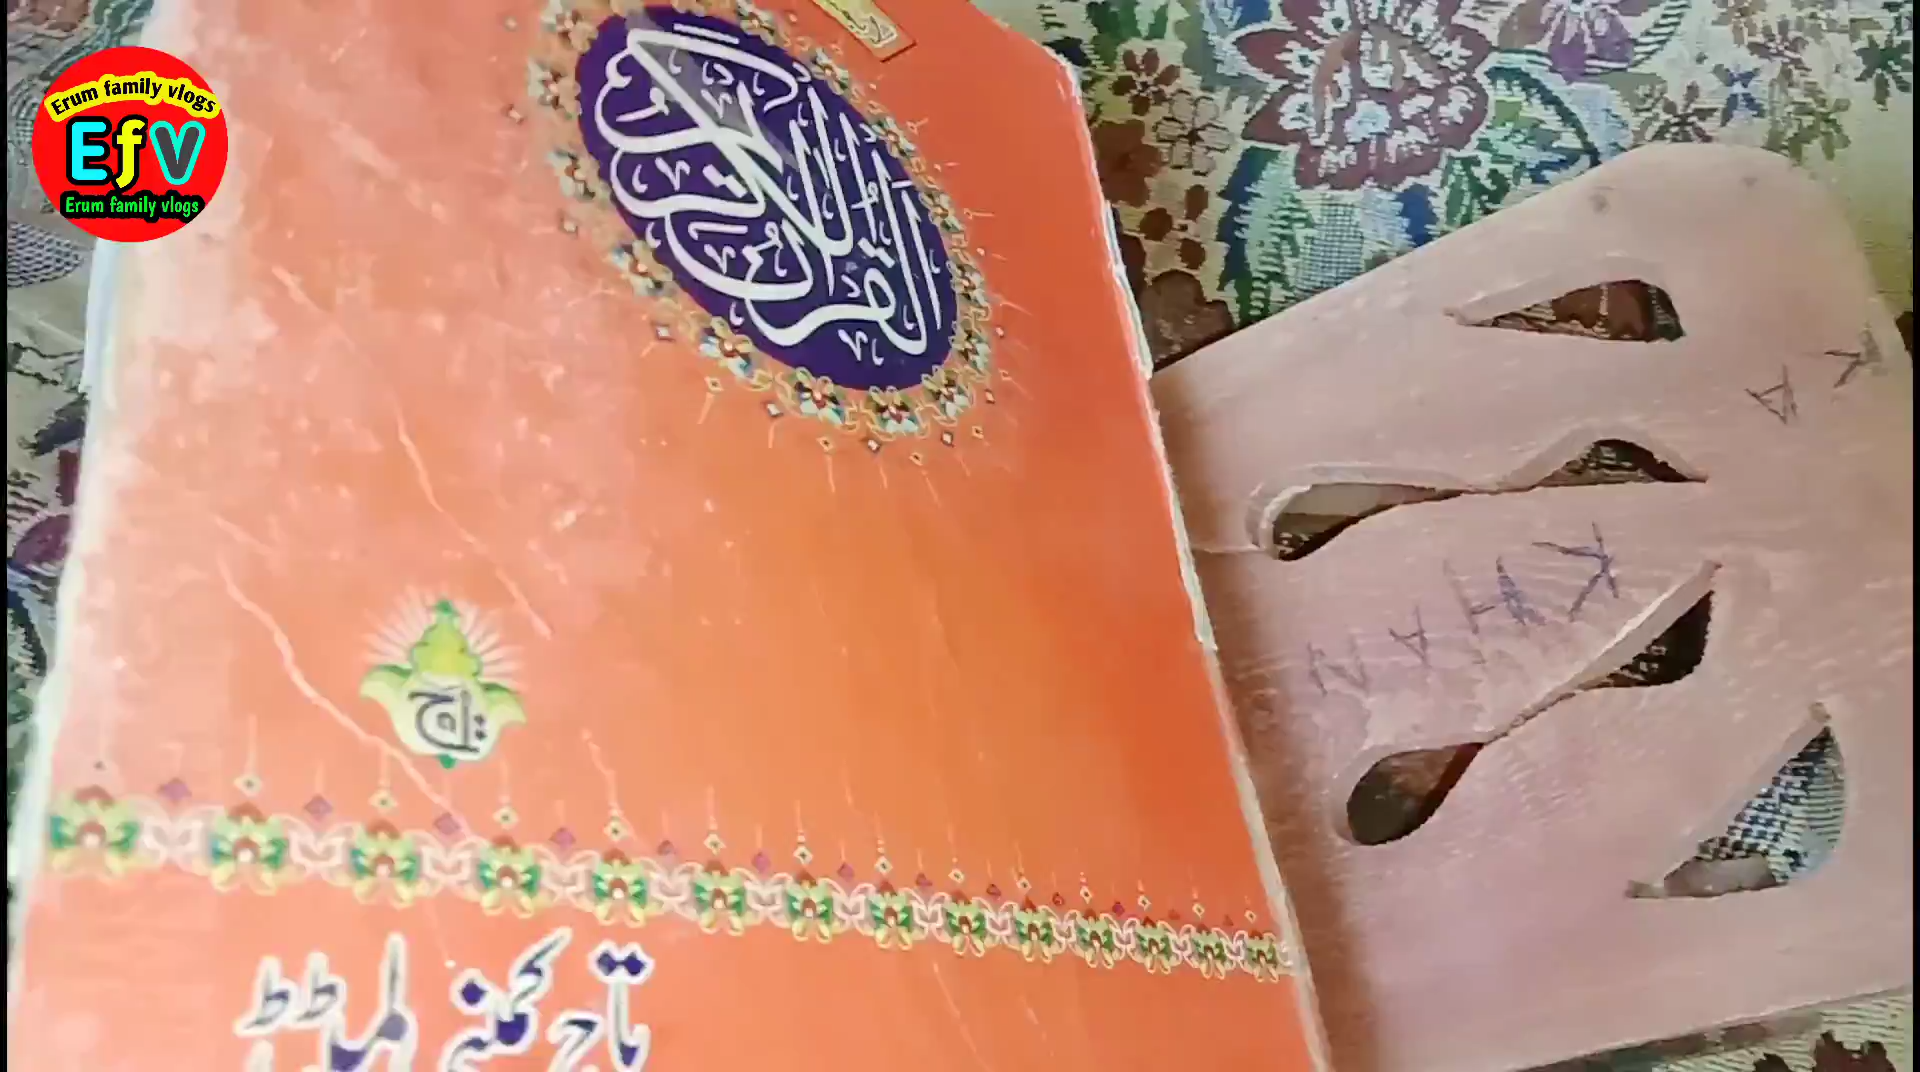 Erum family vlogs
EfV
Erum family vlogs
القرآن الكريم
تاج
تاج کمپنی لمیٹڈ
KHAN